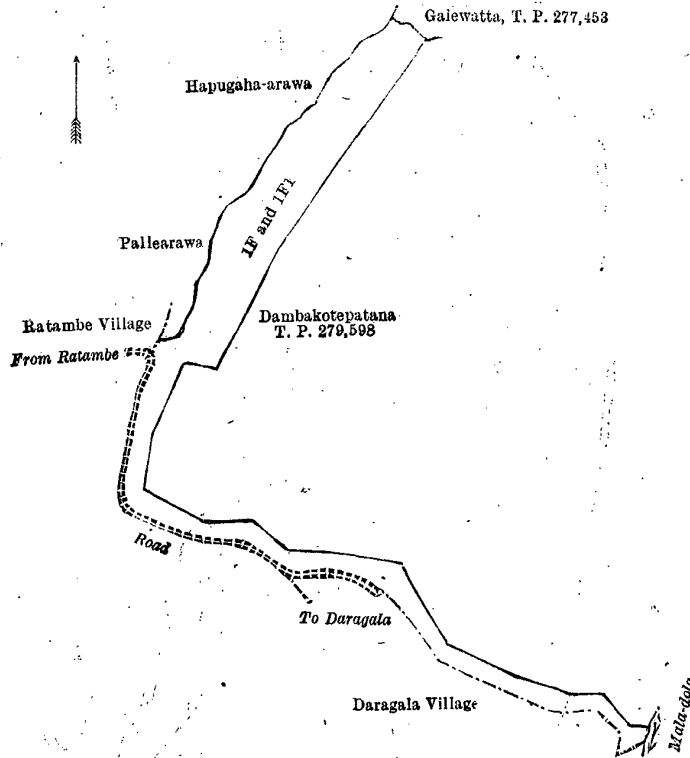 Galewatta, T. P. 277,453
Hapugaha-arawa
1F and 1F1
Pallearawa
Dambakotepatana
T. P. 279,598
Ratambe Village
From Ratambe
Road
To Daragala
Daragala Village
Mala-dola